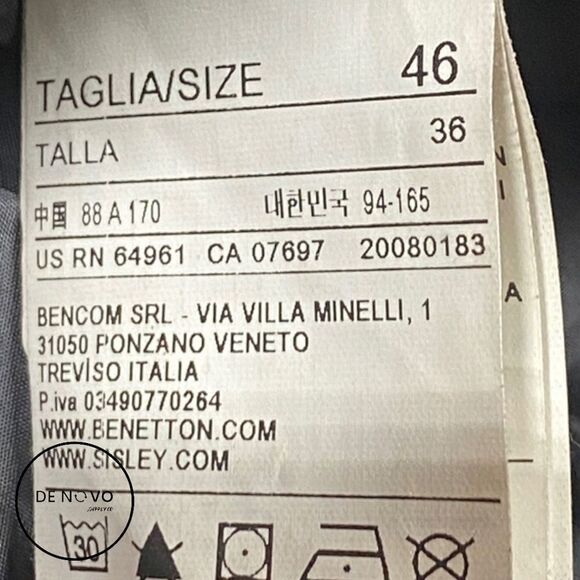 TAGLIA/SIZE 46
TALLA 36
中国 88 A 170 대한민국 94-165
US RN 64961 CA 07697 20080183
BENCOM SRL - VIA VILLA MINELLI, 1
31050 PONZANO VENETO
TREVISO ITALIA
P.iva 03490770264
WWW.BENETTON.COM
WWW.SISLEY.COM
DE NOVO
30
A